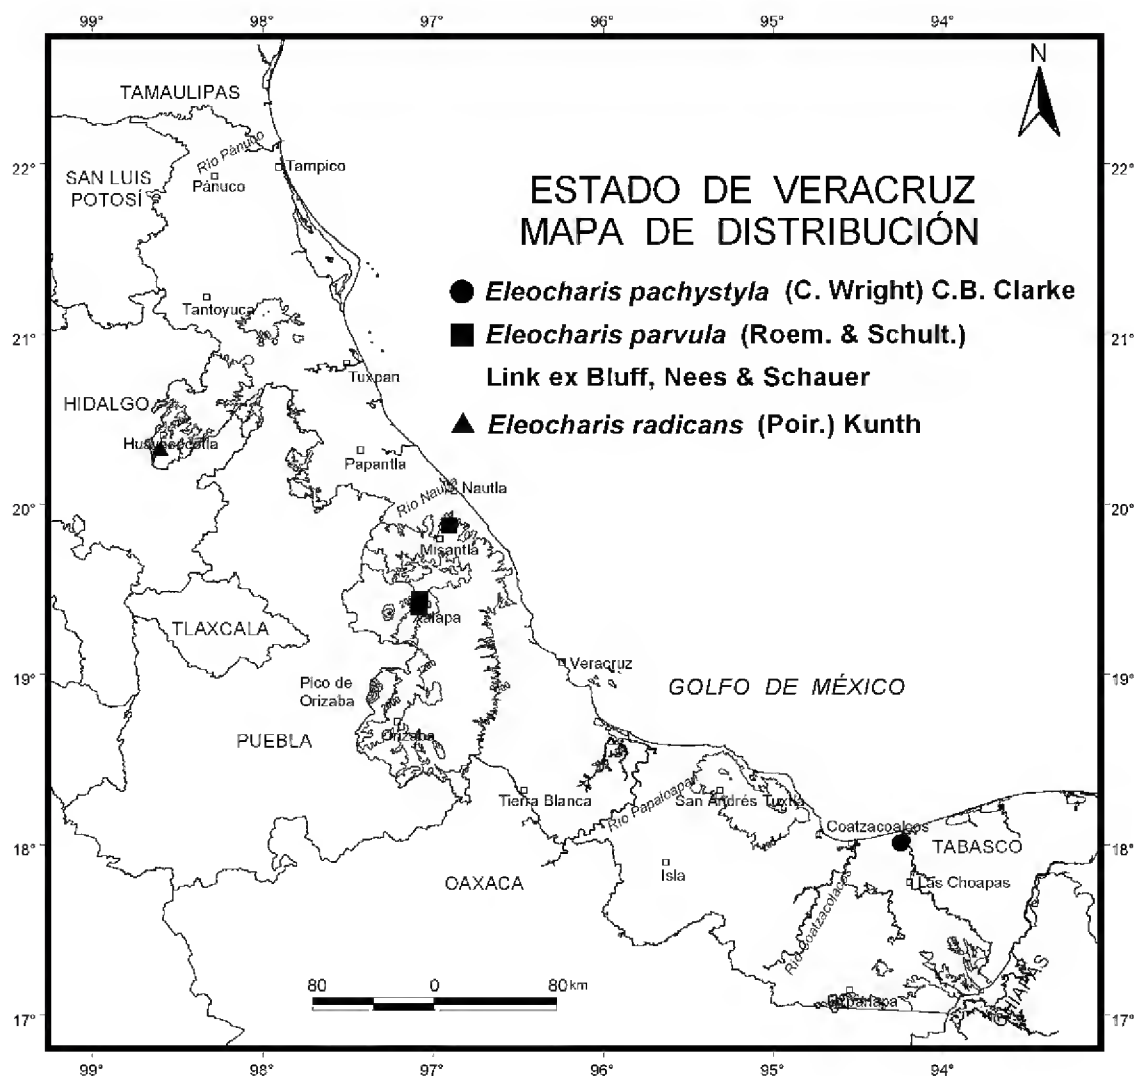 99° 98° 97° 96° 95° 94°
N
TAMAULIPAS
Río Pánuco
22° Tampico 22°
SAN LUIS
POTOSÍ
Pánuco
ESTADO DE VERACRUZ
MAPA DE DISTRIBUCIÓN
Eleocharis pachystyla (C. Wright) C.B. Clarke
Tantoyuca
21° Eleocharis parvula (Roem. & Schult.) 21°
Link ex Bluff, Nees & Schauer
Tuxpan
HIDALGO
Eleocharis radicans (Poir.) Kunth
Huayacocotla
Papantla
Río Nautla
Nautla
20° 20°
Misantla
Xalapa
TLAXCALA
Veracruz
19° 19°
Pico de
Orizaba
GOLFO DE MÉXICO
Orizaba
PUEBLA
Tierra Blanca
Río Papaloapan
San Andrés Tuxtla
Coatzacoalcos
18° TABASCO 18°
Isla
OAXACA
Las Choapas
Río Coatzacoalcos
CHIAPAS
80 0 80 km
Uxpanapa
17° 17°
99° 98° 97° 96° 95° 94°